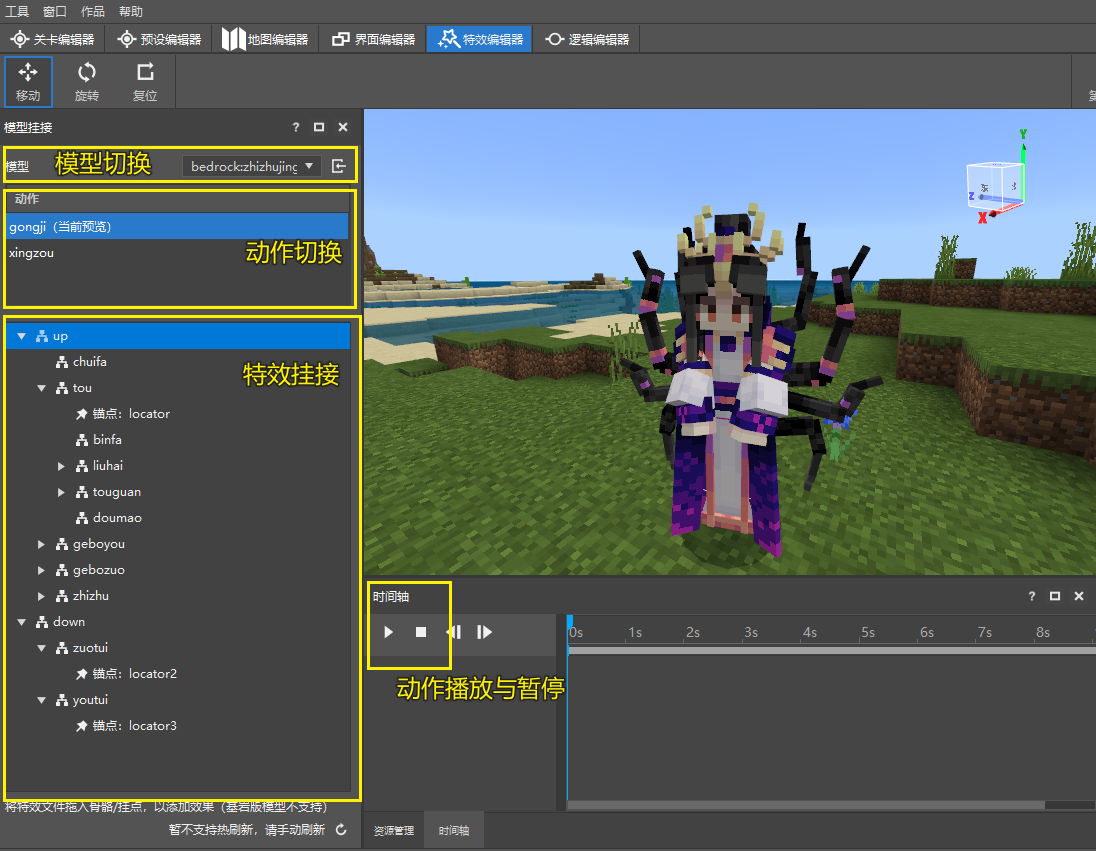 工具 窗口 作品 帮助
关卡编辑器 预设编辑器 地图编辑器 界面编辑器 特效编辑器 逻辑编辑器
移动 旋转 复位
模型挂接 ?
模型 模型切换 bedrock:zhizhujing
动作
gongji（当前预览）
动作切换
xingzou
up
chuifa
特效挂接
tou
锚点：locator
binfa
liuhai
touguan
doumao
geboyou
gebozuo
zhizhu
down
zuotui
锚点：locator2
youtui
锚点：locator3
将特效文件拖入骨骼/挂点，以添加效果（基岩版模型不支持）
暂不支持热刷新，请手动刷新
Y
Z
X
时间轴 ?
0s 1s 2s 3s 4s 5s 6s 7s 8s
动作播放与暂停
资源管理 时间轴